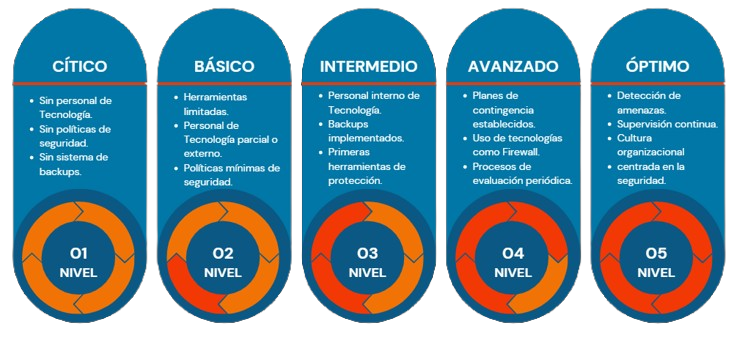 CÍTICO
• Sin personal de
Tecnología.
• Sin políticas de
seguridad.
• Sin sistema de
backups.
01
NIVEL
BÁSICO
• Herramientas
limitadas.
• Personal de
Tecnología parcial o
externo.
• Políticas mínimas de
seguridad.
02
NIVEL
INTERMEDIO
• Personal interno de
Tecnología.
• Backups
implementados.
• Primeras
herramientas de
protección.
03
NIVEL
AVANZADO
• Planes de
contingencia
establecidos.
• Uso de tecnologías
como Firewall.
• Procesos de
evaluación periódica.
04
NIVEL
ÓPTIMO
• Detección de
amenazas.
• Supervisión continua.
• Cultura
organizacional
• centrada en la
seguridad.
05
NIVEL